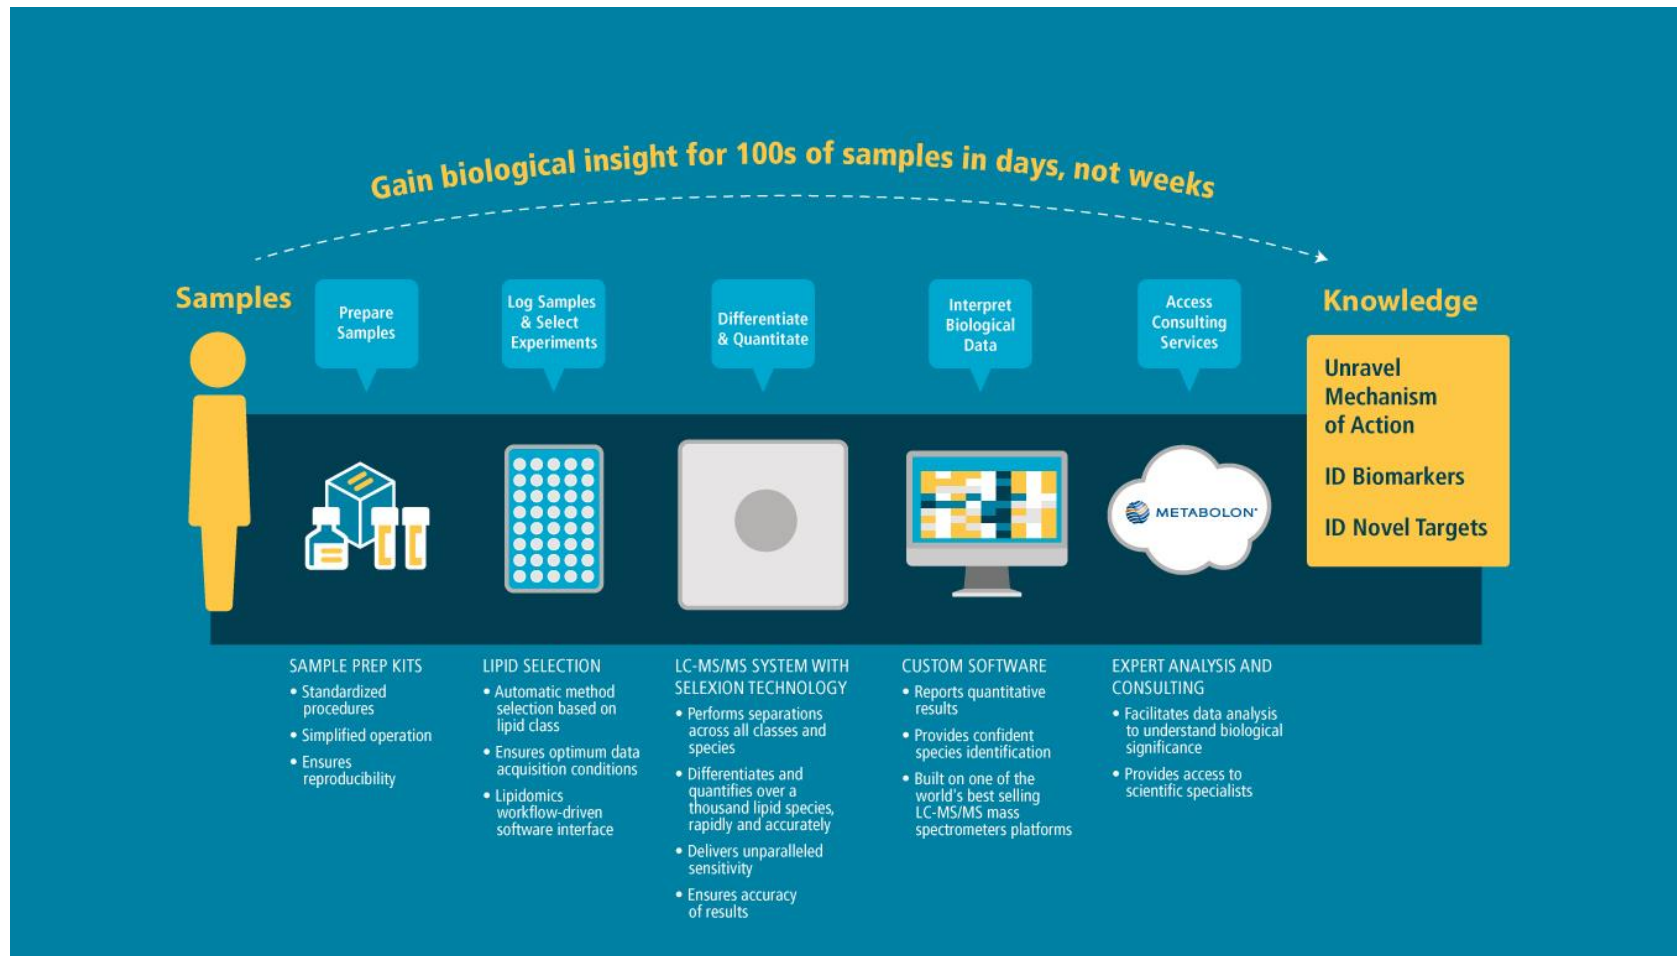 Gain biological insight for 100s of samples in days, not weeks
Samples
Prepare
Samples
Log Samples
& Select
Experiments
Differentiate
& Quantitate
Interpret
Biological
Data
Access
Consulting
Services
Knowledge
Unravel
Mechanism
of Action
ID Biomarkers
ID Novel Targets
METABOLON
SAMPLE PREP KITS
• Standardized
procedures
• Simplified operation
• Ensures
reproducibility
LIPID SELECTION
• Automatic method
selection based on
lipid class
• Ensures optimum data
acquisition conditions
• Lipidomics
workflow-driven
software interface
LC-MS/MS SYSTEM WITH
SELEXION TECHNOLOGY
• Performs separations
across all classes and
species
• Differentiates and
quantifies over a
thousand lipid species,
rapidly and accurately
• Delivers unparalleled
sensitivity
• Ensures accuracy
of results
CUSTOM SOFTWARE
• Reports quantitative
results
• Provides confident
species identification
• Built on one of the
world's best selling
LC-MS/MS mass
spectrometers platforms
EXPERT ANALYSIS AND
CONSULTING
• Facilitates data analysis
to understand biological
significance
• Provides access to
scientific specialists